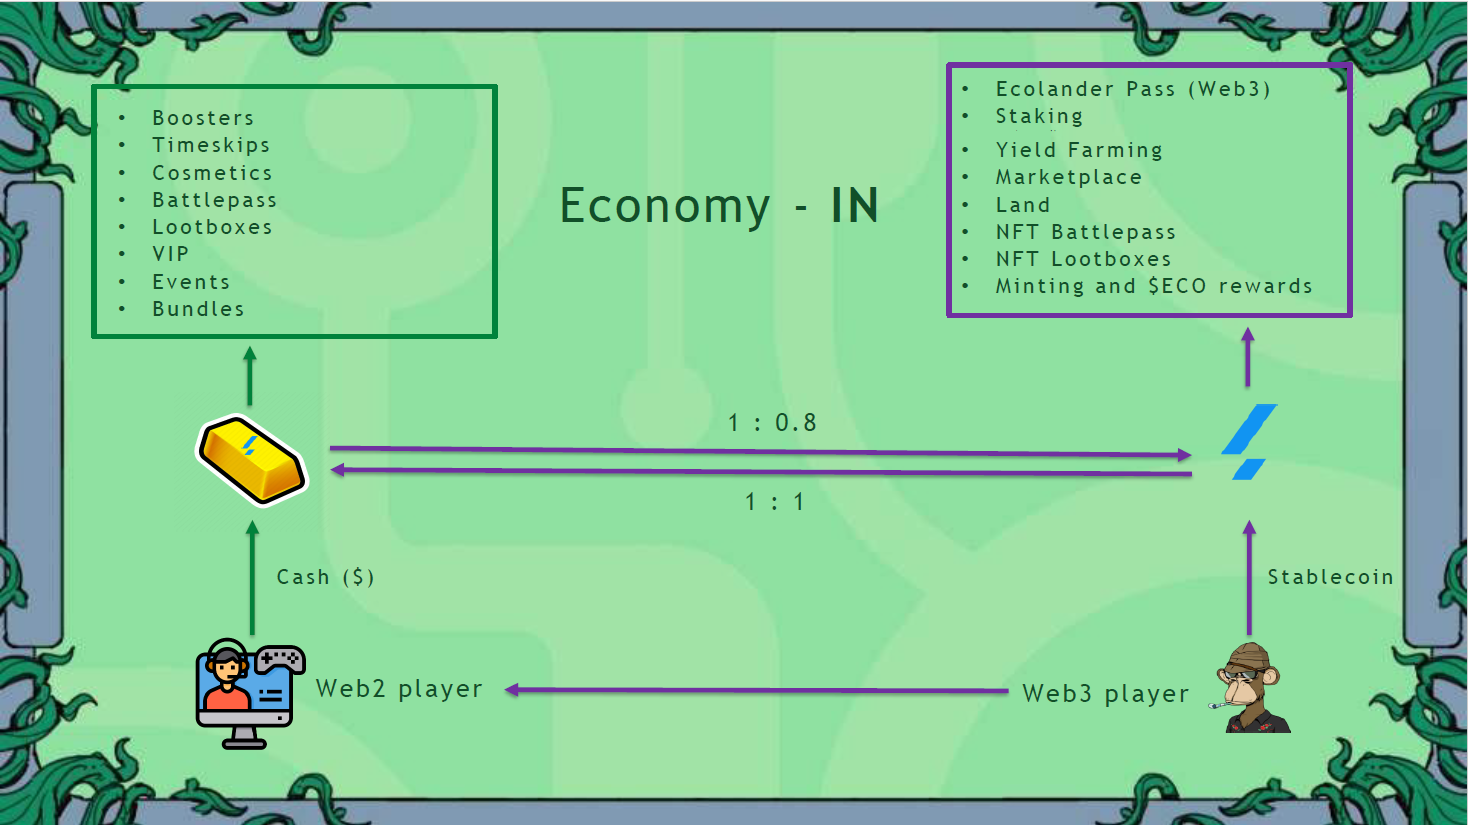 Economy - IN
• Boosters
• Timeskips
• Cosmetics
• Battlepass
• Lootboxes
• VIP
• Events
• Bundles
• Ecolander Pass (Web3)
• Staking
• Yield Farming
• Marketplace
• Land
• NFT Battlepass
• NFT Lootboxes
• Minting and $ECO rewards
1 : 0.8
1 : 1
Cash ($)
Stablecoin
Web2 player
Web3 player